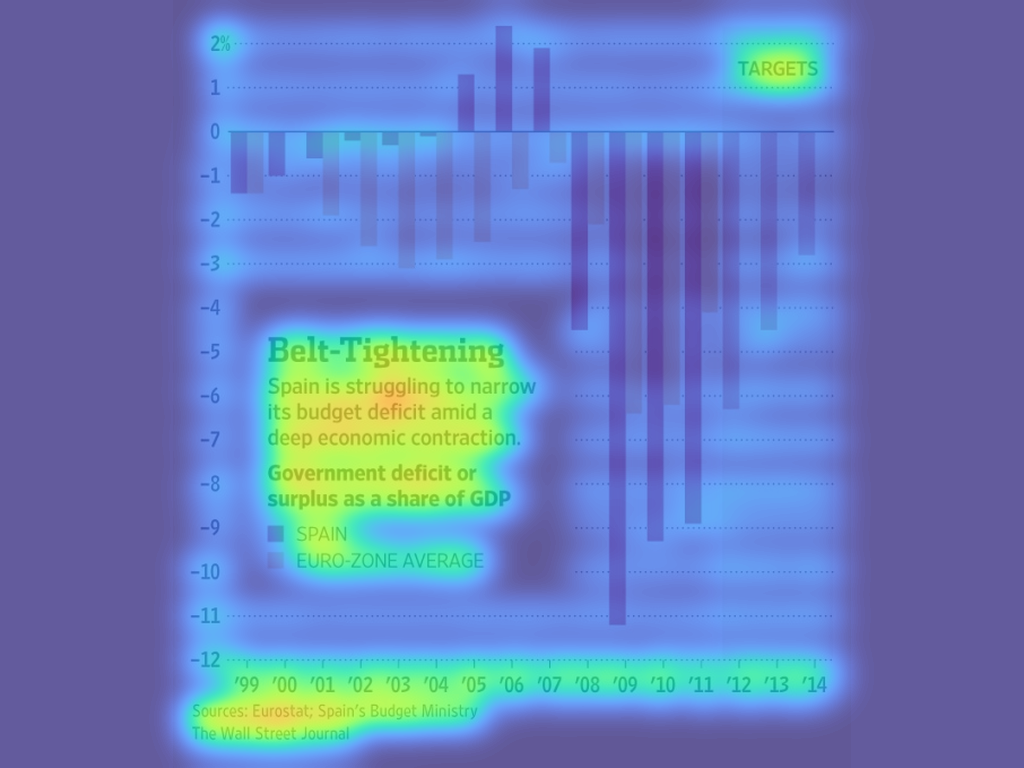 2%
TARGETS
1
0
−1
−2
−3
−4
−5
−6
−7
−8
−9
−10
−11
−12
Belt-Tightening
Spain is struggling to narrow
its budget deficit amid a
deep economic contraction.
Government deficit or
surplus as a share of GDP
SPAIN
EURO-ZONE AVERAGE
’99 ’00 ’01 ’02 ’03 ’04 ’05 ’06 ’07 ’08 ’09 ’10 ’11 ’12 ’13 ’14
Sources: Eurostat; Spain’s Budget Ministry
The Wall Street Journal